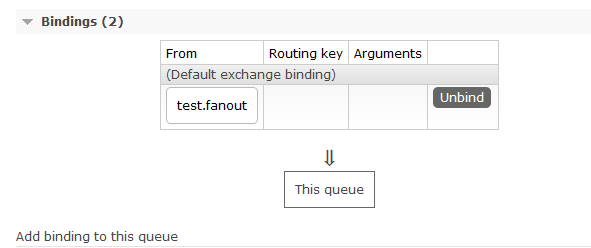 Bindings (2)
From Routing key Arguments
(Default exchange binding)
test.fanout Unbind
⇓
This queue
Add binding to this queue